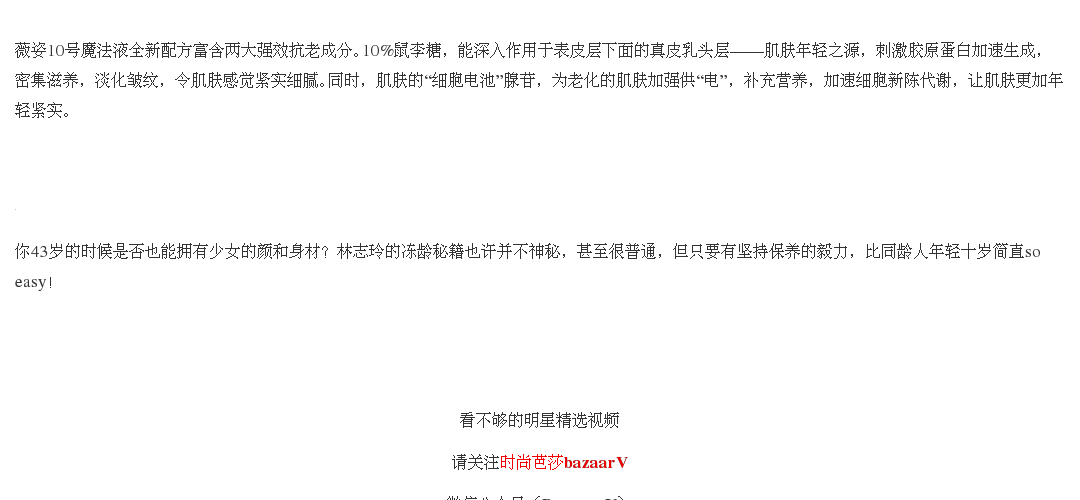 薇姿10号魔法液全新配方富含两大强效抗老成分。10%鼠李糖，能深入作用于表皮层下面的真皮乳头层——肌肤年轻之源，刺激胶原蛋白加速生成，
密集滋养，淡化皱纹，令肌肤感觉紧实细腻。同时，肌肤的“细胞电池”腺苷，为老化的肌肤加强供“电”，补充营养，加速细胞新陈代谢，让肌肤更加年
轻紧实。
你43岁的时候是否也能拥有少女的颜和身材？林志玲的冻龄秘籍也许并不神秘，甚至很普通，但只要有坚持保养的毅力，比同龄人年轻十岁简直so
easy！
看不够的明星精选视频
请关注时尚芭莎bazaarV